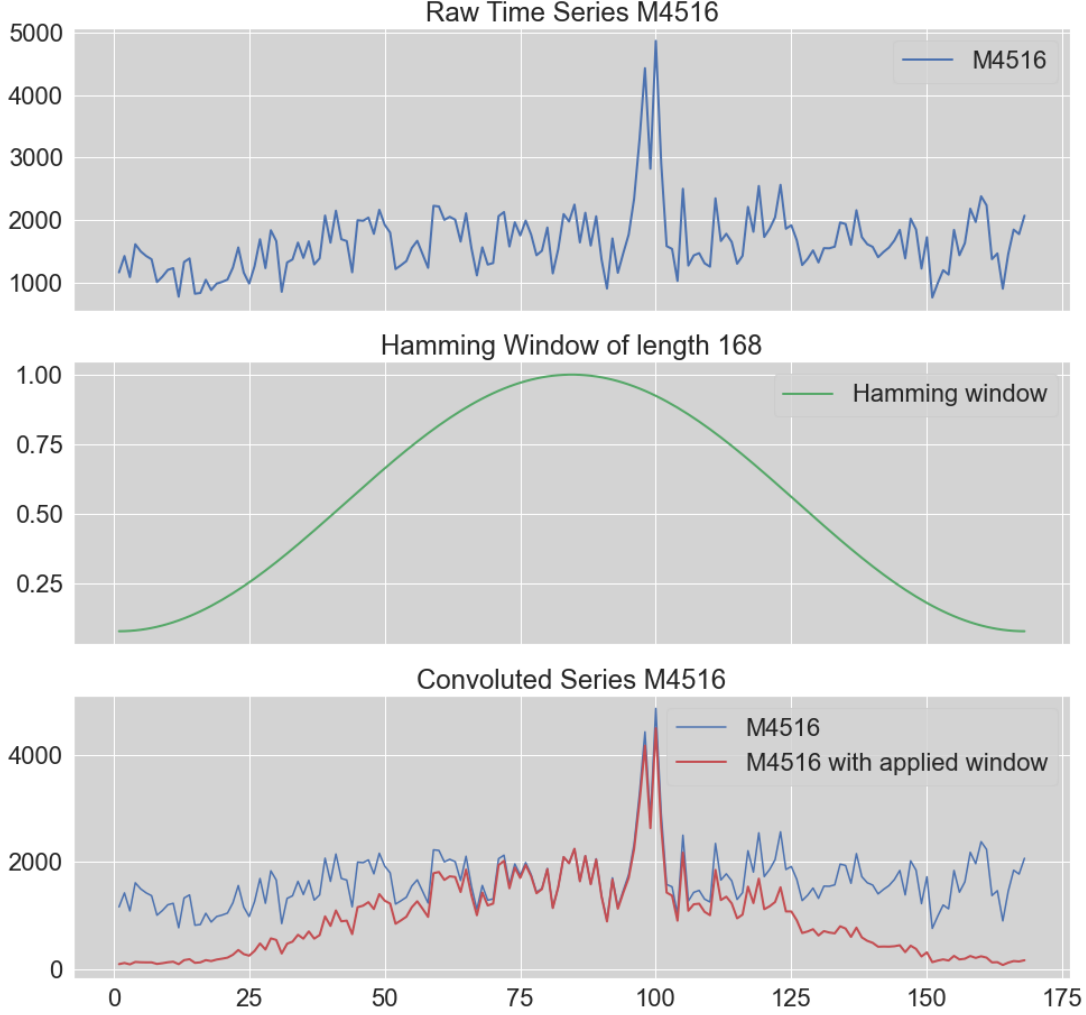 Raw Time Series M4516
5000
4000
3000
2000
1000
M4516
Hamming Window of length 168
1.00
0.75
0.50
0.25
Hamming window
Convoluted Series M4516
4000
2000
0
M4516
M4516 with applied window
0 25 50 75 100 125 150 175